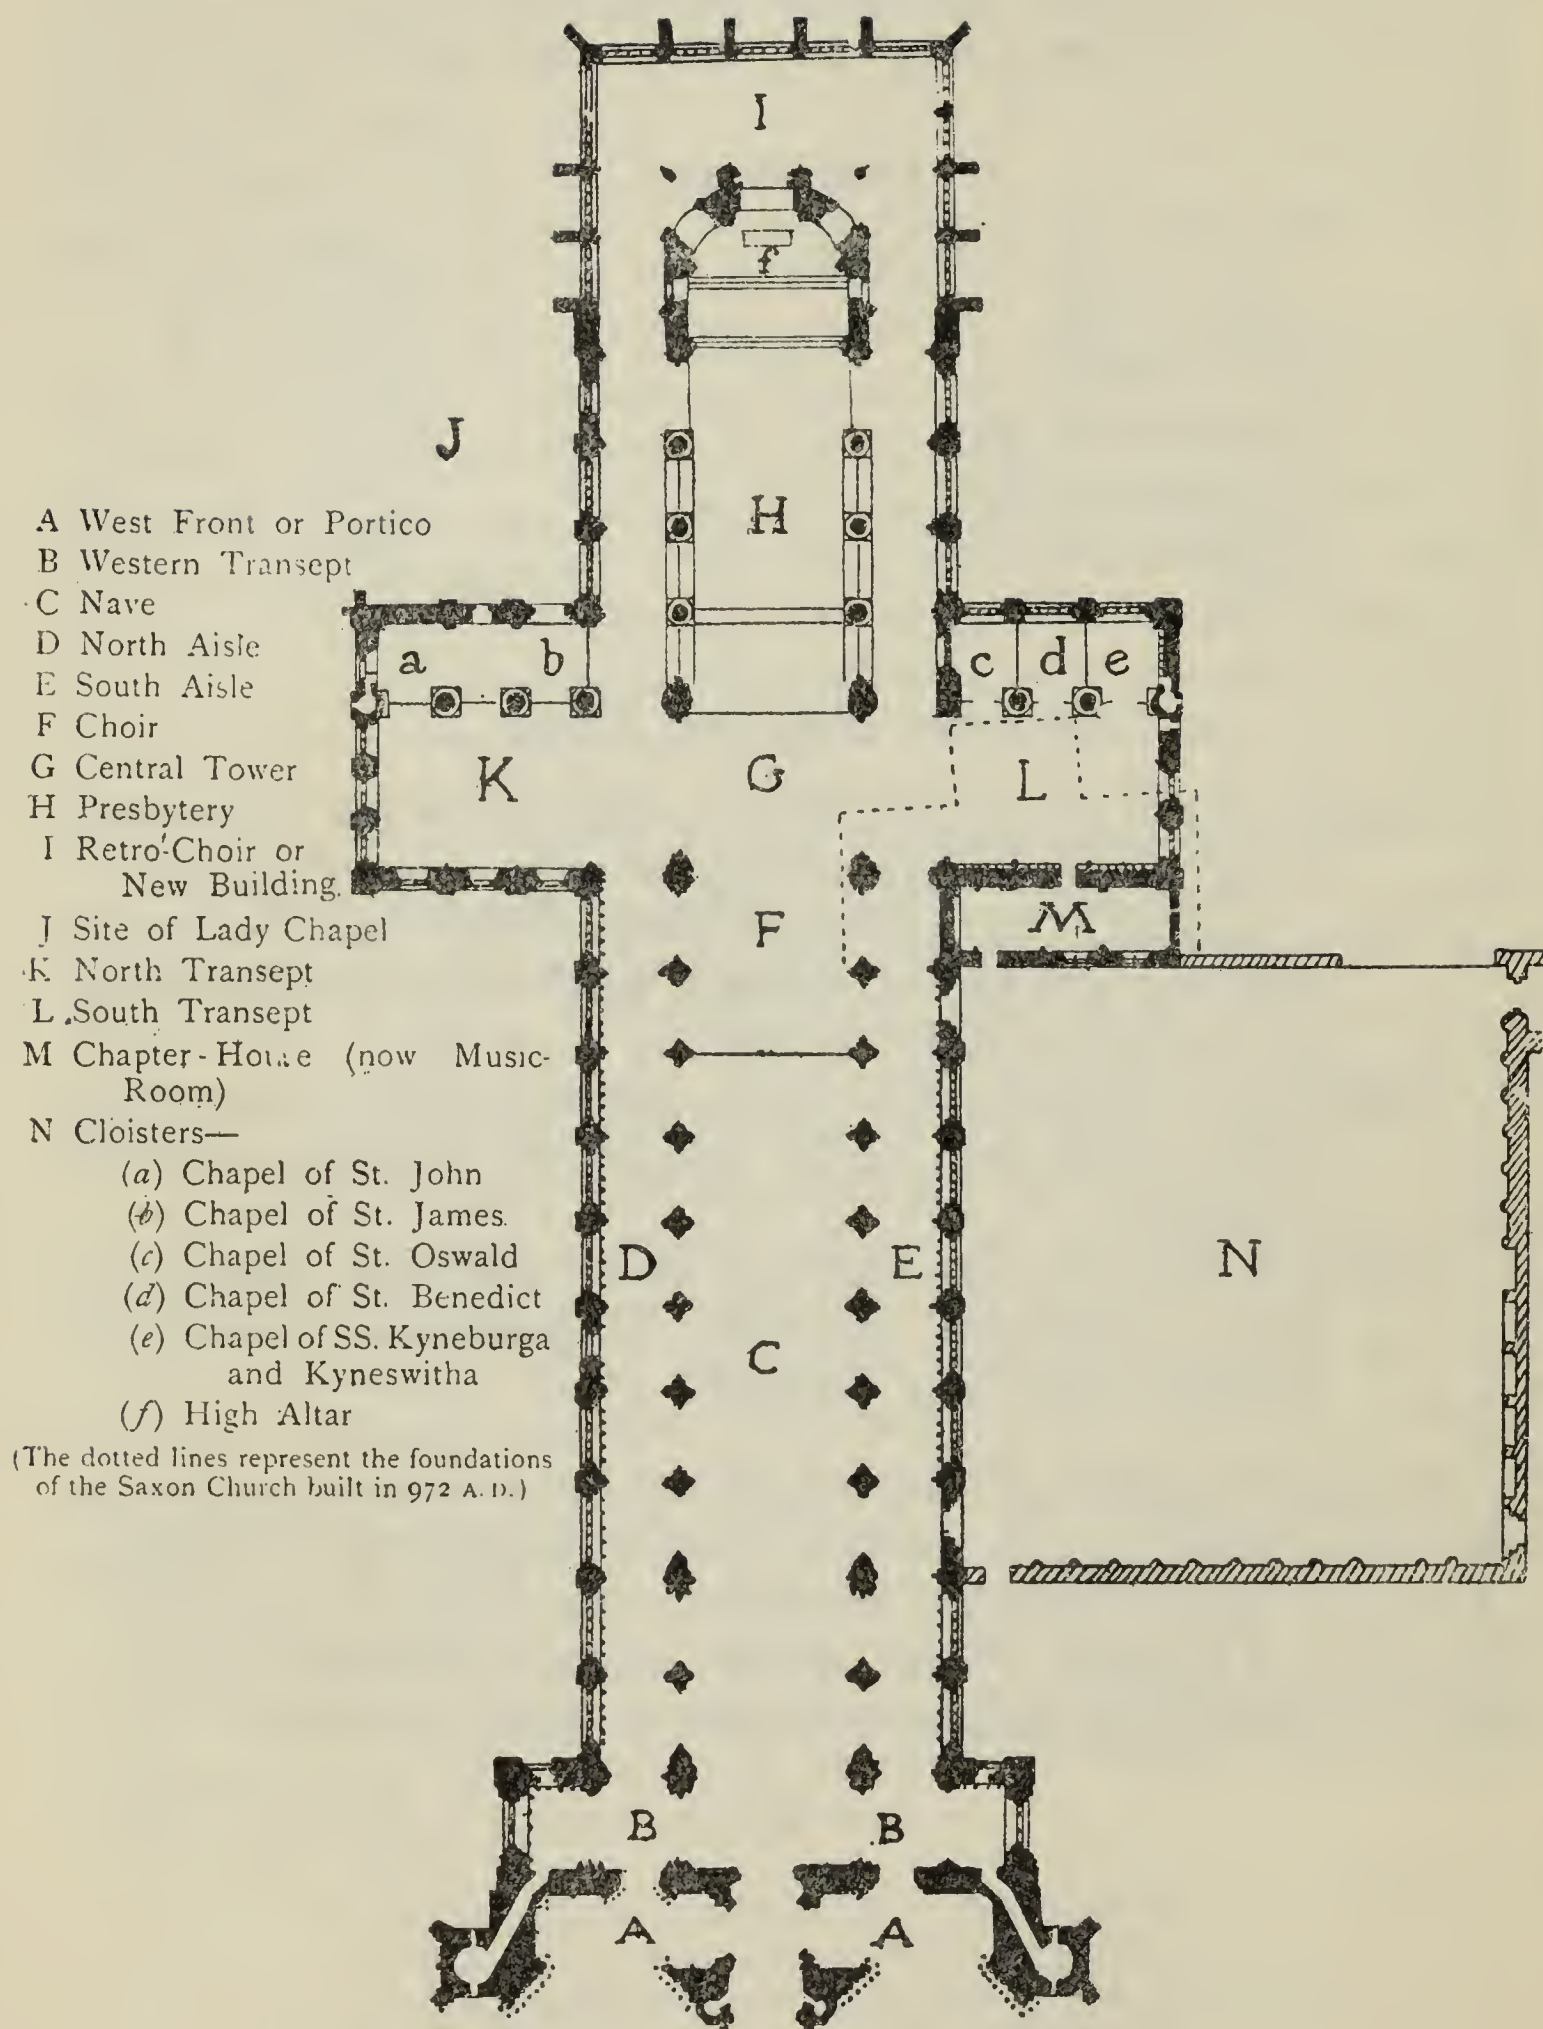 I
f
J
H
A West Front or Portico
B Western Transept
C Nave
D North Aisle
E South Aisle
F Choir
G Central Tower
H Presbytery
I Retro-Choir or
New Building.
J Site of Lady Chapel
K North Transept
L South Transept
M Chapter-House (now Music-
Room)
N Cloisters—
(a) Chapel of St. John
(b) Chapel of St. James.
(c) Chapel of St. Oswald
(d) Chapel of St. Benedict
(e) Chapel of SS. Kyneburga
and Kyneswitha
(f) High Altar
(The dotted lines represent the foundations
of the Saxon Church built in 972 A.D.)
a b c d e
K G L
F M
D E N
C
B B
A A